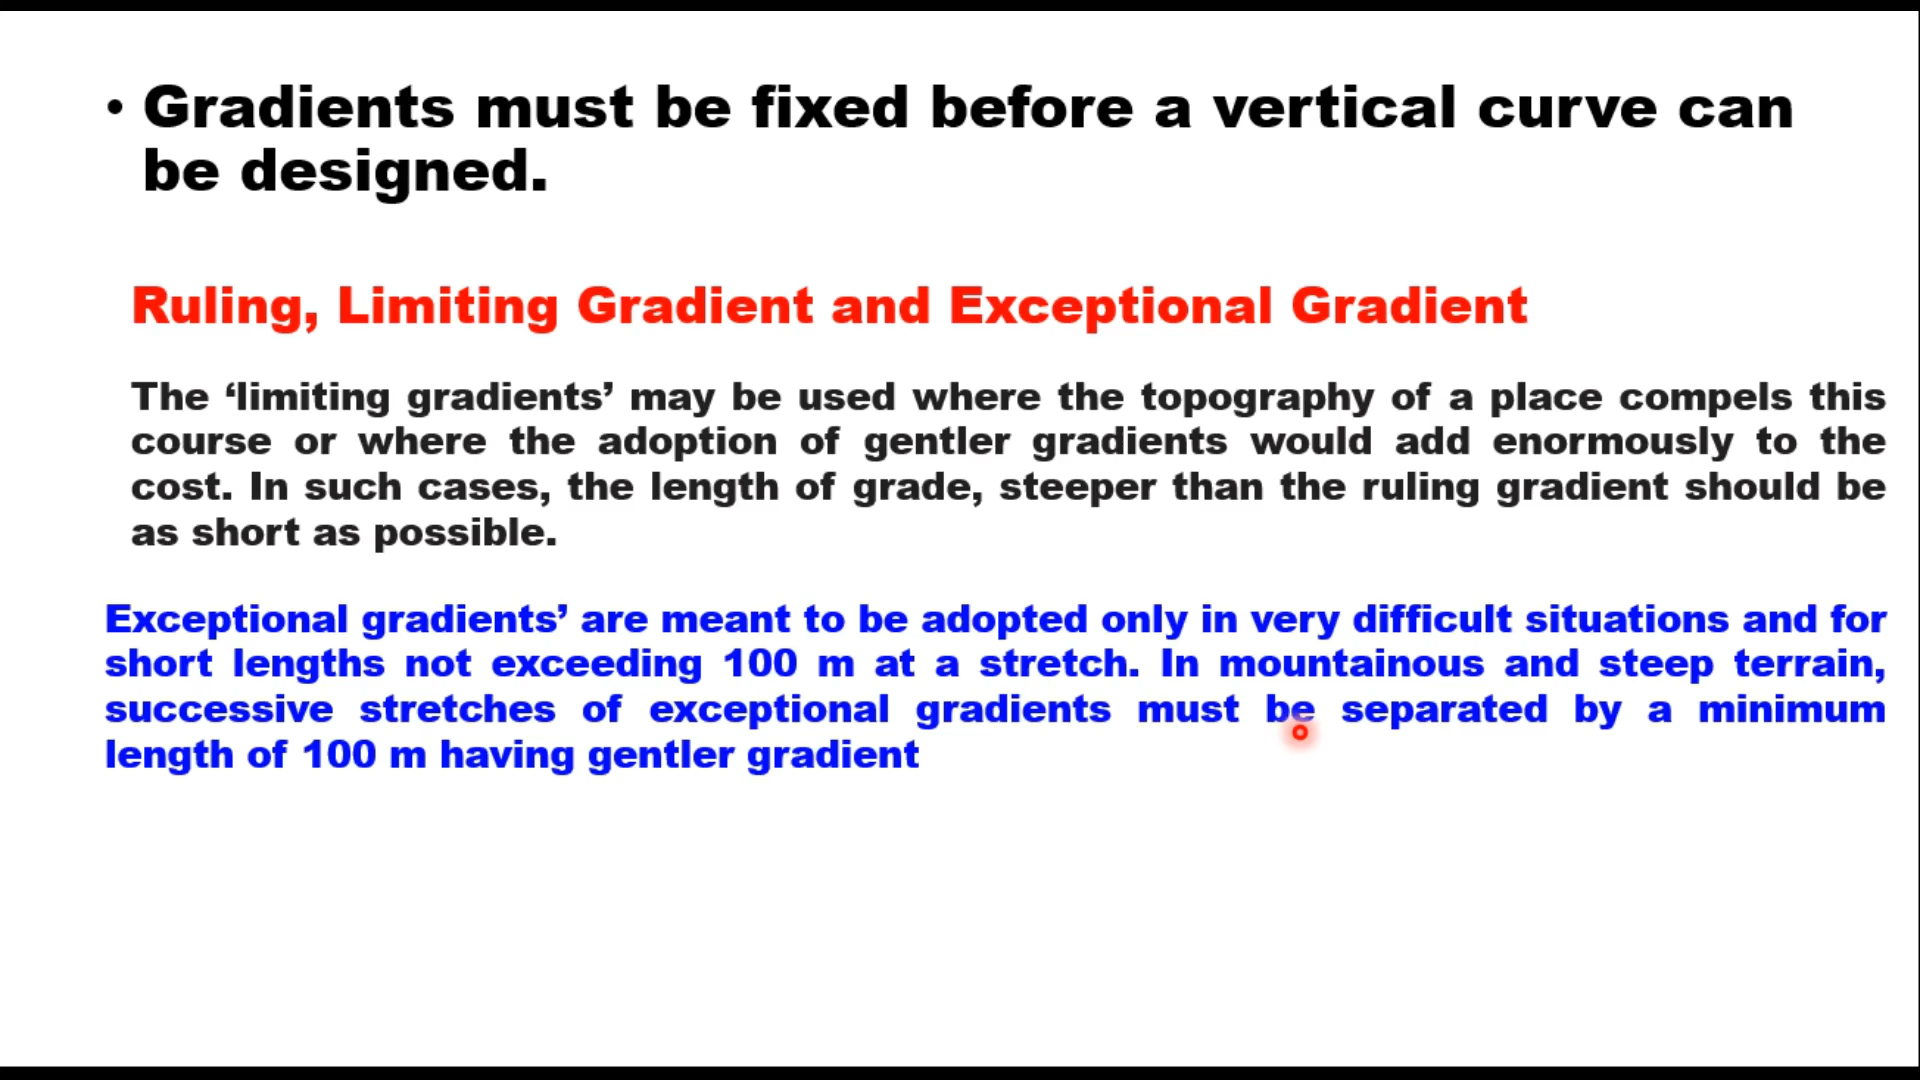 • Gradients must be fixed before a vertical curve can
be designed.
Ruling, Limiting Gradient and Exceptional Gradient
The ‘limiting gradients’ may be used where the topography of a place compels this
course or where the adoption of gentler gradients would add enormously to the
cost. In such cases, the length of grade, steeper than the ruling gradient should be
as short as possible.
Exceptional gradients’ are meant to be adopted only in very difficult situations and for
short lengths not exceeding 100 m at a stretch. In mountainous and steep terrain,
successive stretches of exceptional gradients must be separated by a minimum
length of 100 m having gentler gradient